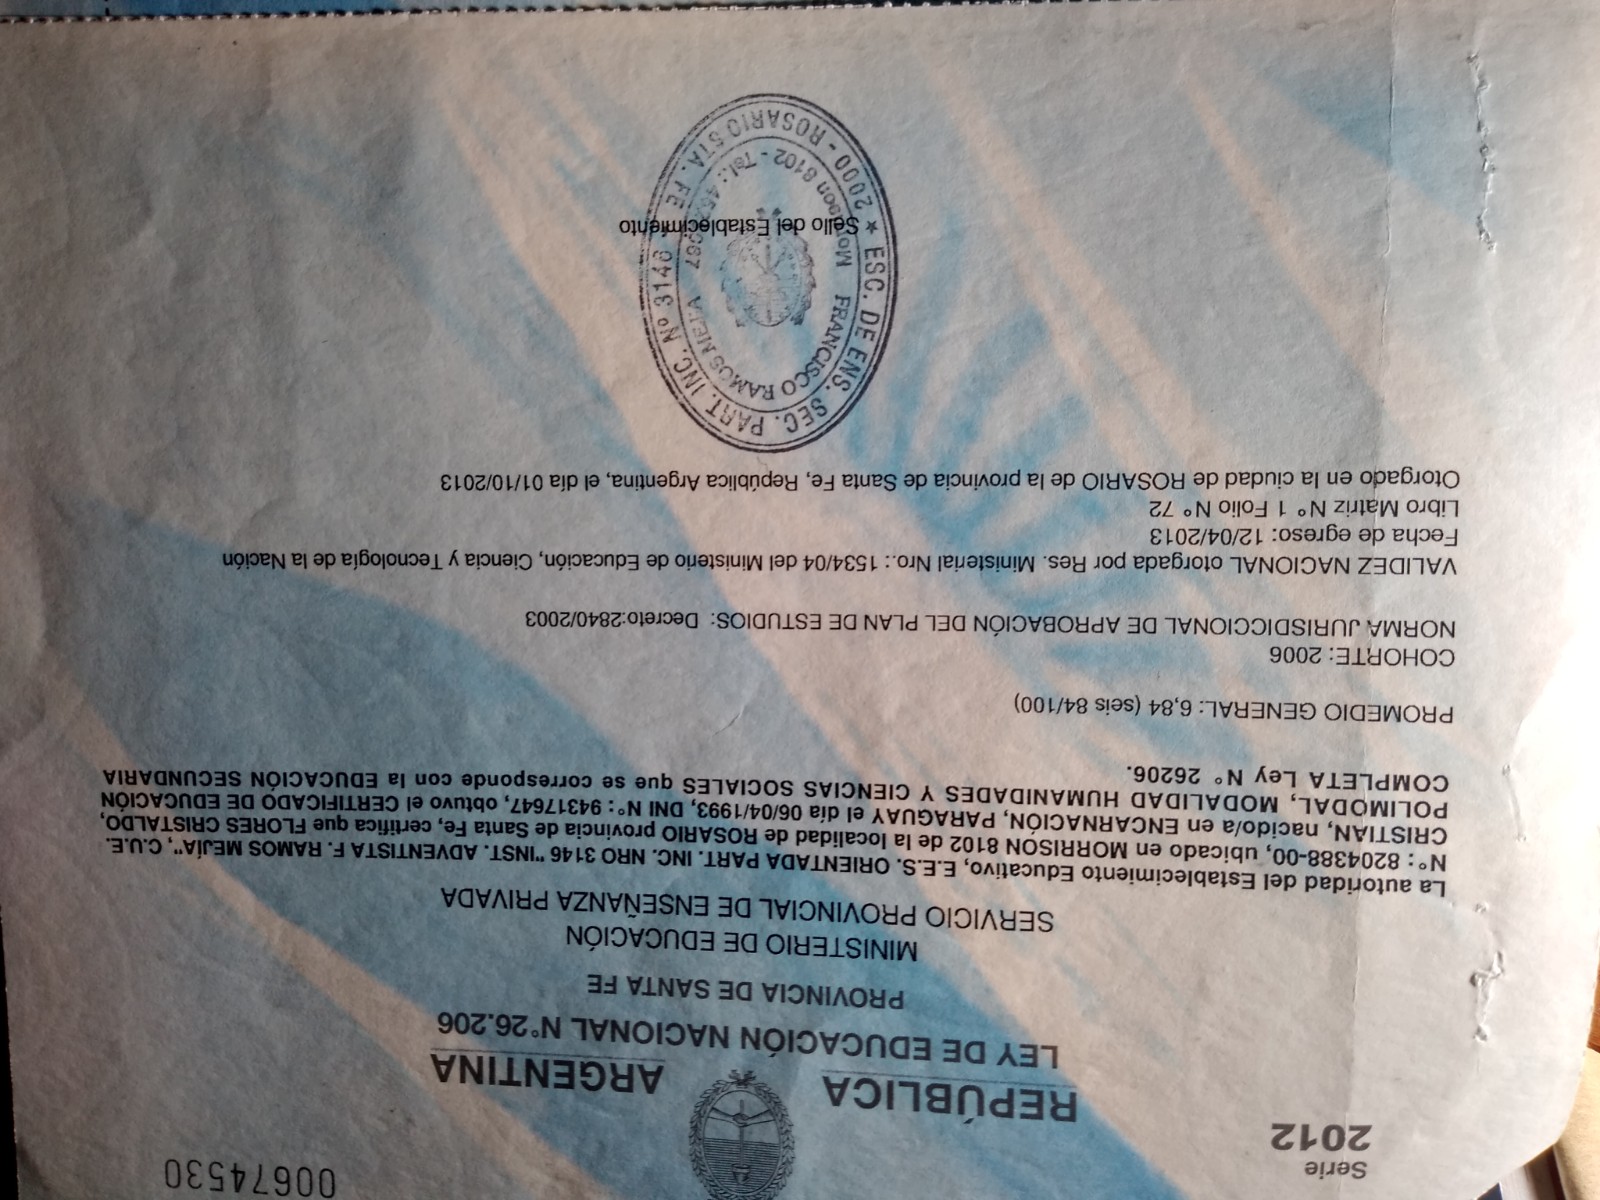 Serie
2012
00674530
REPÚBLICA ARGENTINA
LEY DE EDUCACIÓN NACIONAL N°26.206
PROVINCIA DE SANTA FE
MINISTERIO DE EDUCACIÓN
SERVICIO PROVINCIAL DE ENSEÑANZA PRIVADA
La autoridad del Establecimiento Educativo, E.E.S. ORIENTADA PART. INC. NRO 3146 "INST. ADVENTISTA F. RAMOS MEJÍA", C.U.E.
N°: 8204388-00, ubicado en MORRISON 8102 de la localidad de ROSARIO provincia de Santa Fe, certifica que FLORES CRISTALDO,
CRISTIAN, nacido/a en ENCARNACIÓN, PARAGUAY el día 06/04/1993, DNI N°: 94317647, obtuvo el CERTIFICADO DE EDUCACIÓN
POLIMODAL, MODALIDAD HUMANIDADES Y CIENCIAS SOCIALES que se corresponde con la EDUCACIÓN SECUNDARIA
COMPLETA Ley N° 26206.
PROMEDIO GENERAL: 6,84 (seis 84/100)
COHORTE: 2006
NORMA JURISDICCIONAL DE APROBACIÓN DEL PLAN DE ESTUDIOS: Decreto:2840/2003
VALIDEZ NACIONAL otorgada por Res. Ministerial Nro.: 1534/04 del Ministerio de Educación, Ciencia y Tecnología de la Nación
Fecha de egreso: 12/04/2013
Libro Matriz N° 1 Folio N° 72
Otorgado en la ciudad de ROSARIO de la provincia de Santa Fe, República Argentina, el día 01/10/2013
ESC. DE ENS. SEC. PART. INC. Nº 3146
FRANCISCO RAMOS MEJIA
Sello del Establecimiento
Morrison 8102 - Tel.:
2000 - ROSARIO STA. FE